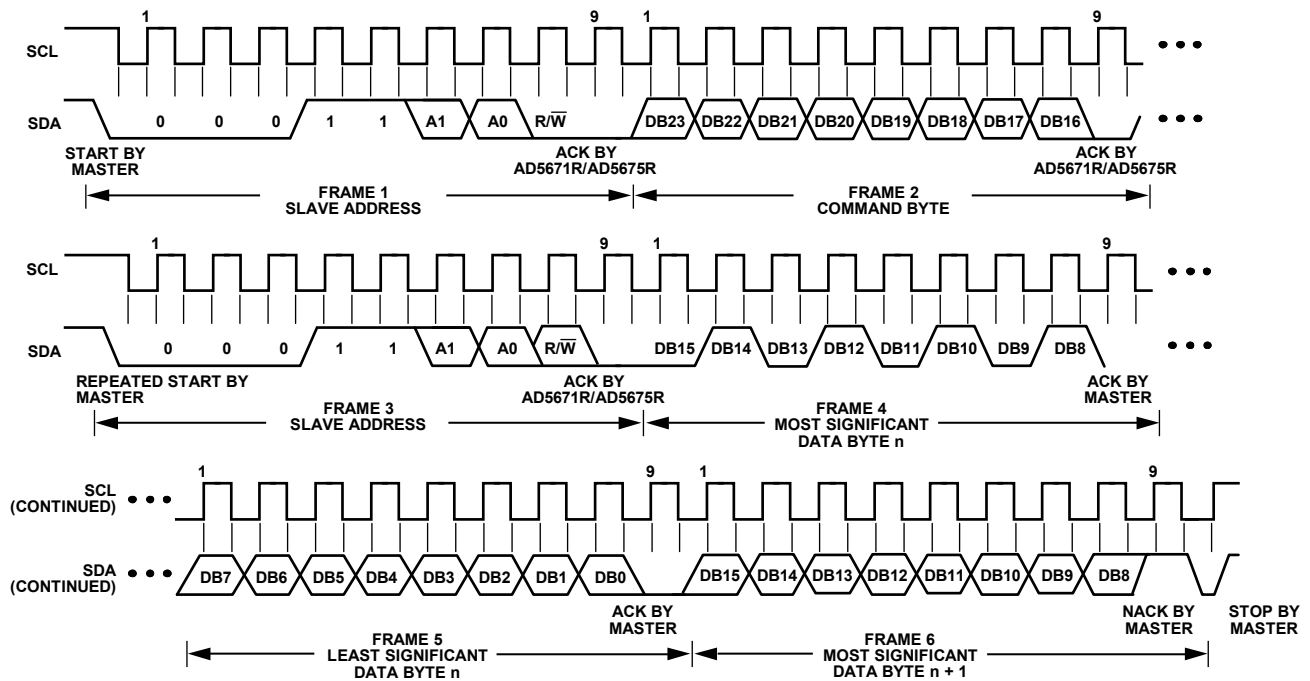 1 9 1 9
SCL
SDA 0 0 0 1 1 A1 A0 R/W̅ DB23 DB22 DB21 DB20 DB19 DB18 DB17 DB16
START BY
MASTER
ACK BY
AD5671R/AD5675R
ACK BY
AD5671R/AD5675R
FRAME 1
SLAVE ADDRESS
FRAME 2
COMMAND BYTE
1 9 1 9
SCL
SDA 0 0 0 1 1 A1 A0 R/W̅ DB15 DB14 DB13 DB12 DB11 DB10 DB9 DB8
REPEATED START BY
MASTER
ACK BY
AD5671R/AD5675R
ACK BY
MASTER
FRAME 3
SLAVE ADDRESS
FRAME 4
MOST SIGNIFICANT
DATA BYTE n
1 9 1 9
SCL
(CONTINUED)
SDA
(CONTINUED)
DB7 DB6 DB5 DB4 DB3 DB2 DB1 DB0 DB15 DB14 DB13 DB12 DB11 DB10 DB9 DB8
ACK BY
MASTER
NACK BY
MASTER
STOP BY
MASTER
FRAME 5
LEAST SIGNIFICANT
DATA BYTE n
FRAME 6
MOST SIGNIFICANT
DATA BYTE n + 1